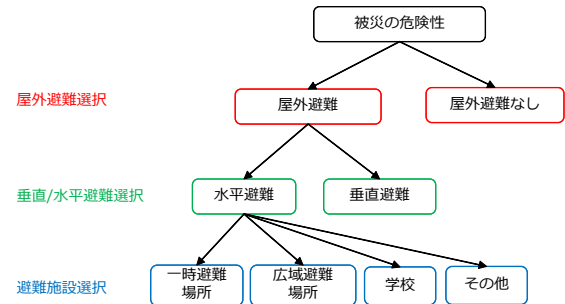 被災の危険性
屋外避難選択
屋外避難
屋外避難なし
垂直/水平避難選択
水平避難
垂直避難
避難施設選択
一時避難
場所
広域避難
場所
学校
その他